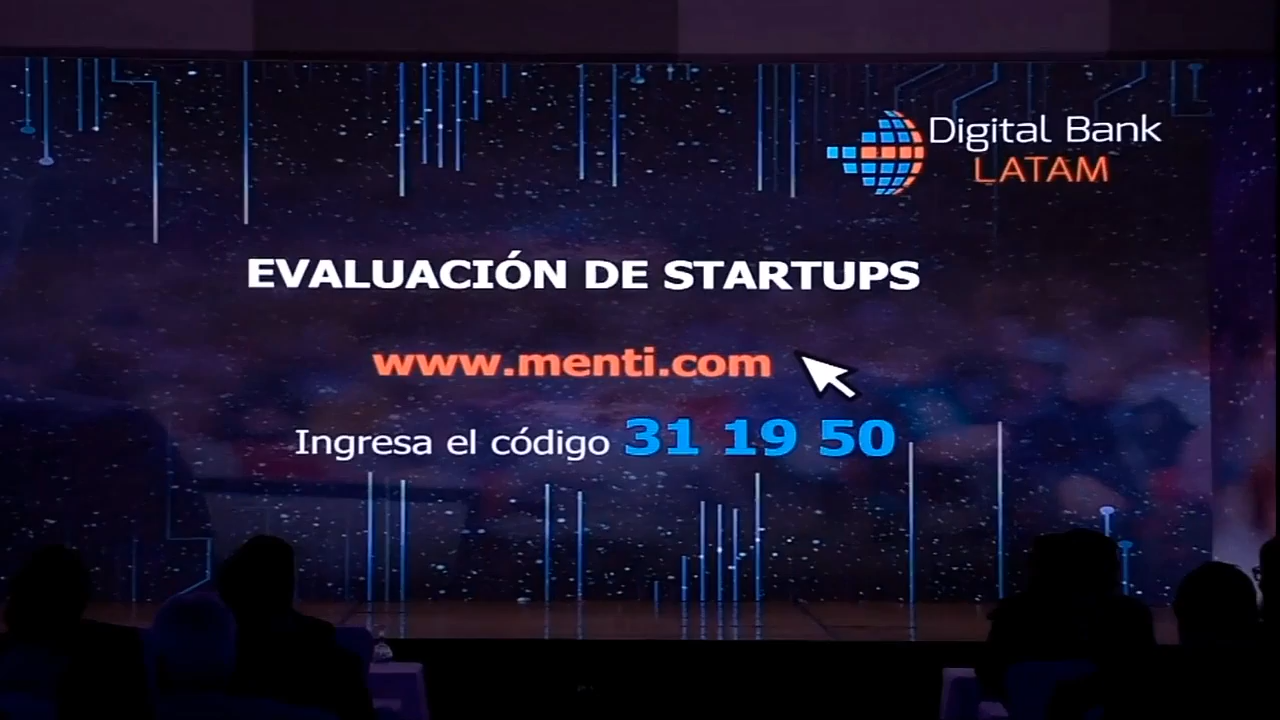 Digital Bank
LATAM
EVALUACIÓN DE STARTUPS
www.menti.com
Ingresa el código 31 19 50